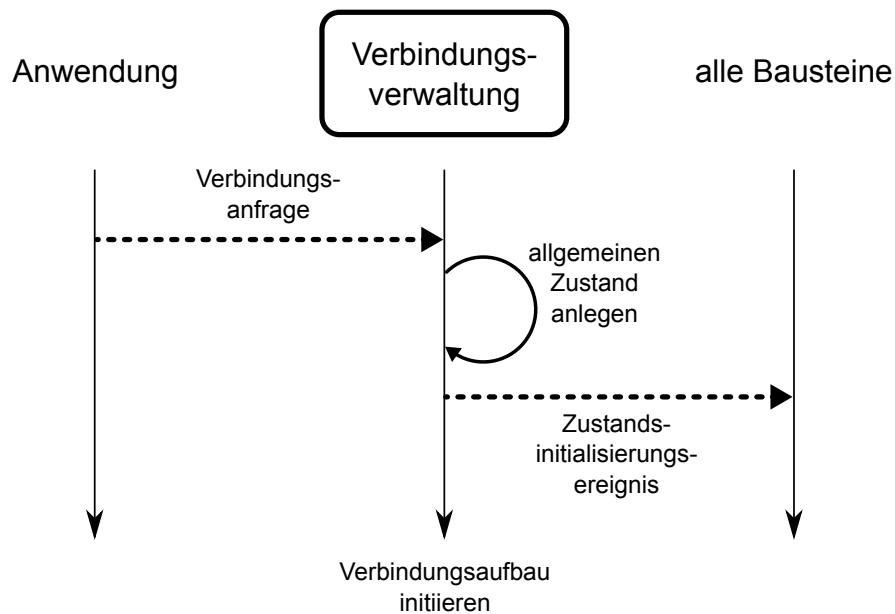 Anwendung
Verbindungs-
verwaltung
alle Bausteine
Verbindungs-
anfrage
allgemeinen
Zustand
anlegen
Zustands-
initialisierungs-
ereignis
Verbindungsaufbau
initiieren